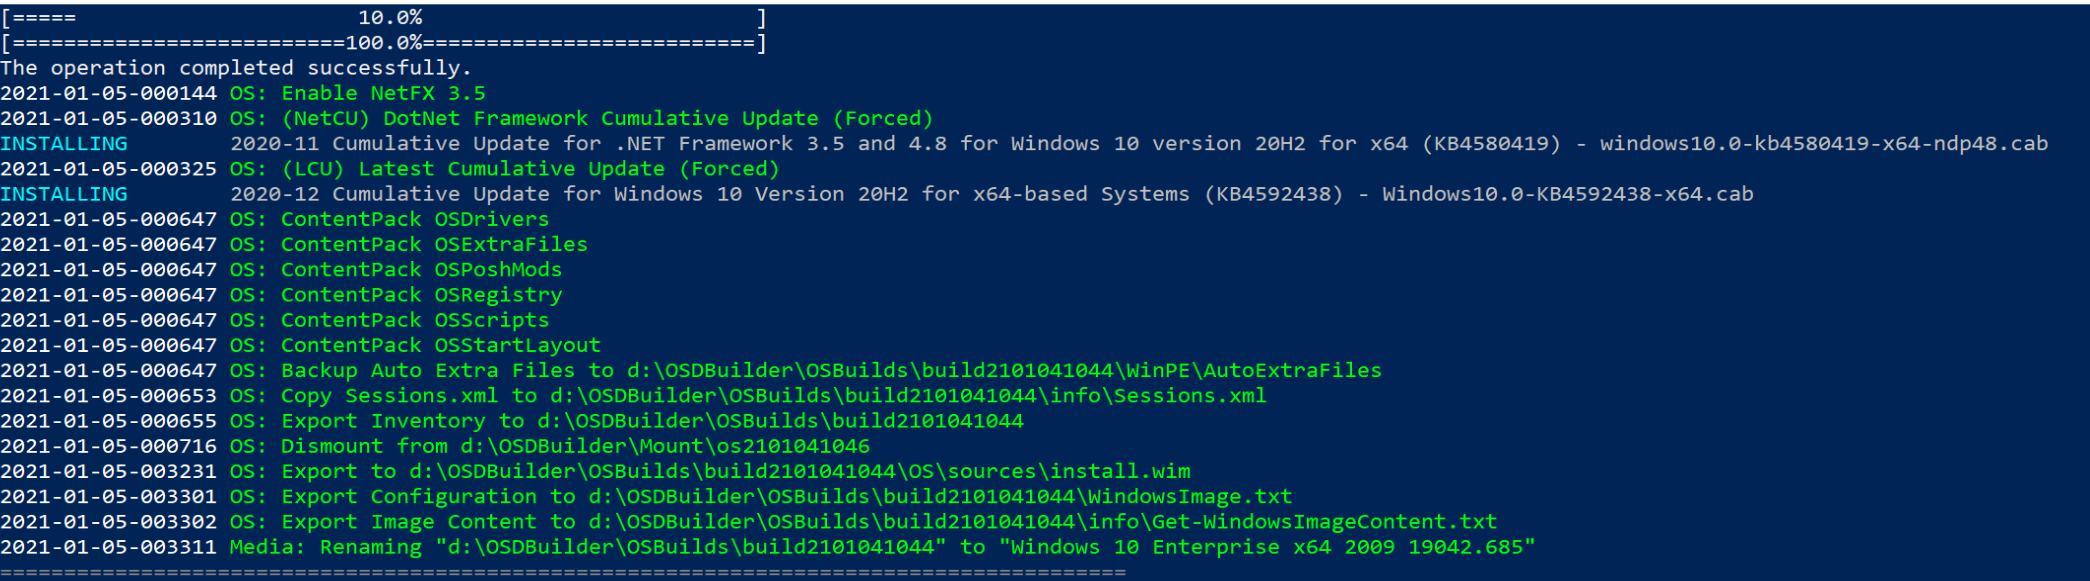 [=====                      10.0%                          ]
[==========================100.0%==========================]
The operation completed successfully.
2021-01-05-000144 OS: Enable NetFX 3.5
2021-01-05-000310 OS: (NetCU) DotNet Framework Cumulative Update (Forced)
INSTALLING        2020-11 Cumulative Update for .NET Framework 3.5 and 4.8 for Windows 10 version 20H2 for x64 (KB4580419) - windows10.0-kb4580419-x64-ndp48.cab
2021-01-05-000325 OS: (LCU) Latest Cumulative Update (Forced)
INSTALLING        2020-12 Cumulative Update for Windows 10 Version 20H2 for x64-based Systems (KB4592438) - Windows10.0-KB4592438-x64.cab
2021-01-05-000647 OS: ContentPack OSDrivers
2021-01-05-000647 OS: ContentPack OSExtraFiles
2021-01-05-000647 OS: ContentPack OSPoshMods
2021-01-05-000647 OS: ContentPack OSRegistry
2021-01-05-000647 OS: ContentPack OSScripts
2021-01-05-000647 OS: ContentPack OSStartLayout
2021-01-05-000647 OS: Backup Auto Extra Files to d:\OSDBuilder\OSBuilds\build2101041044\WinPE\AutoExtraFiles
2021-01-05-000653 OS: Copy Sessions.xml to d:\OSDBuilder\OSBuilds\build2101041044\info\Sessions.xml
2021-01-05-000655 OS: Export Inventory to d:\OSDBuilder\OSBuilds\build2101041044
2021-01-05-000716 OS: Dismount from d:\OSDBuilder\Mount\os2101041046
2021-01-05-003231 OS: Export to d:\OSDBuilder\OSBuilds\build2101041044\OS\sources\install.wim
2021-01-05-003301 OS: Export Configuration to d:\OSDBuilder\OSBuilds\build2101041044\WindowsImage.txt
2021-01-05-003302 OS: Export Image Content to d:\OSDBuilder\OSBuilds\build2101041044\info\Get-WindowsImageContent.txt
2021-01-05-003311 Media: Renaming "d:\OSDBuilder\OSBuilds\build2101041044" to "Windows 10 Enterprise x64 2009 19042.685"
========================================================================================